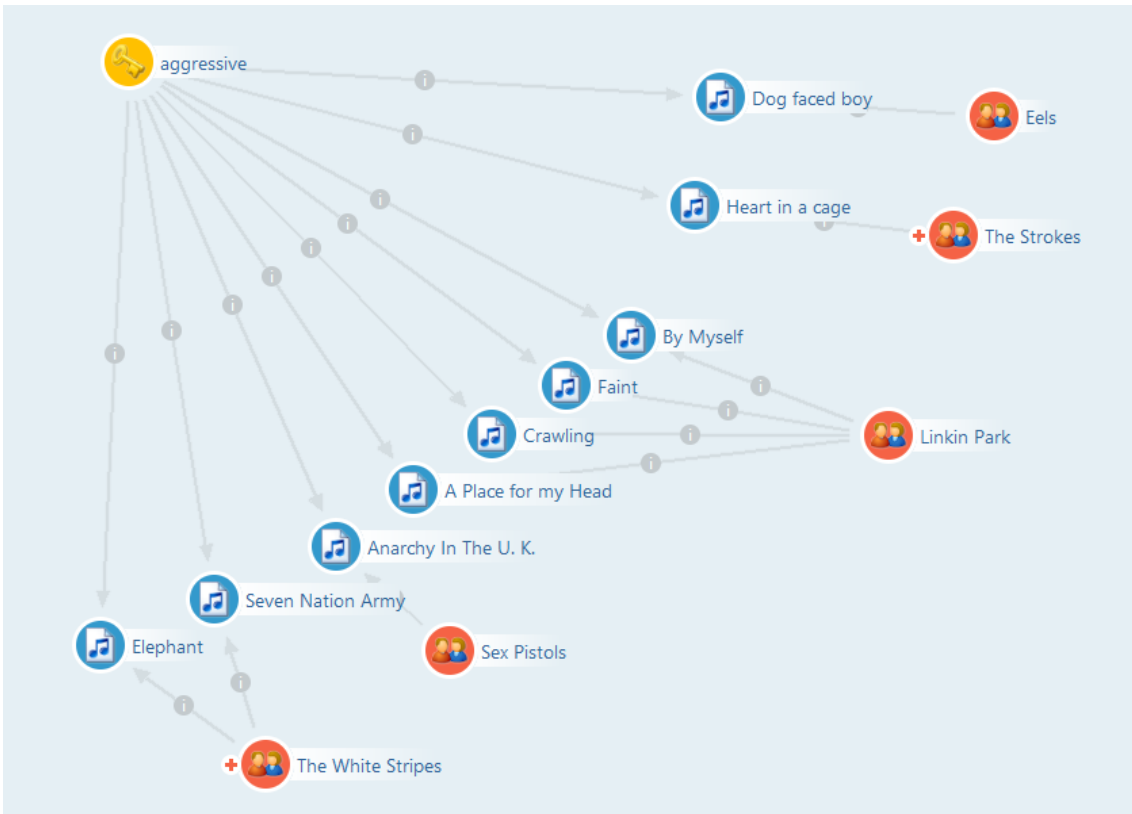 aggressive
Dog faced boy
Eels
Heart in a cage
The Strokes
By Myself
Faint
Crawling
Linkin Park
A Place for my Head
Anarchy In The U. K.
Seven Nation Army
Elephant
Sex Pistols
The White Stripes